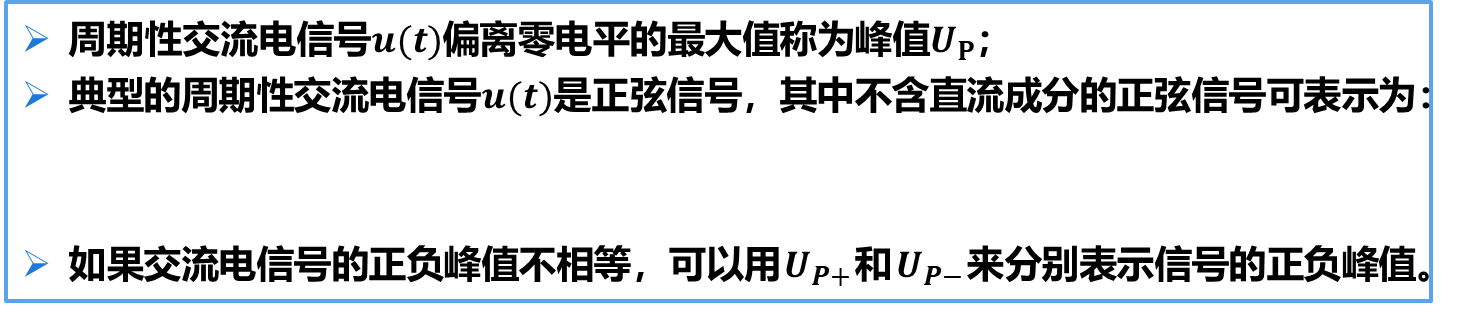 ➢ 周期性交流电信号u(t)偏离零电平的最大值称为峰值U_P；
➢ 典型的周期性交流电信号u(t)是正弦信号，其中不含直流成分的正弦信号可表示为：
➢ 如果交流电信号的正负峰值不相等，可以用U_{P+}和U_{P−}来分别表示信号的正负峰值。